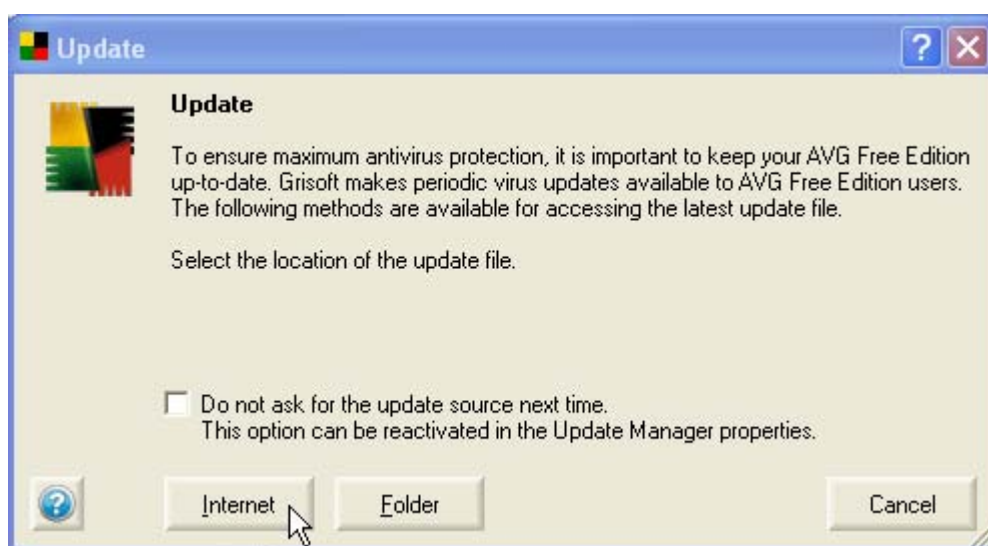 Update
Update
To ensure maximum antivirus protection, it is important to keep your AVG Free Edition
up-to-date. Grisoft makes periodic virus updates available to AVG Free Edition users.
The following methods are available for accessing the latest update file.
Select the location of the update file.
Do not ask for the update source next time.
This option can be reactivated in the Update Manager properties.
Internet Folder Cancel